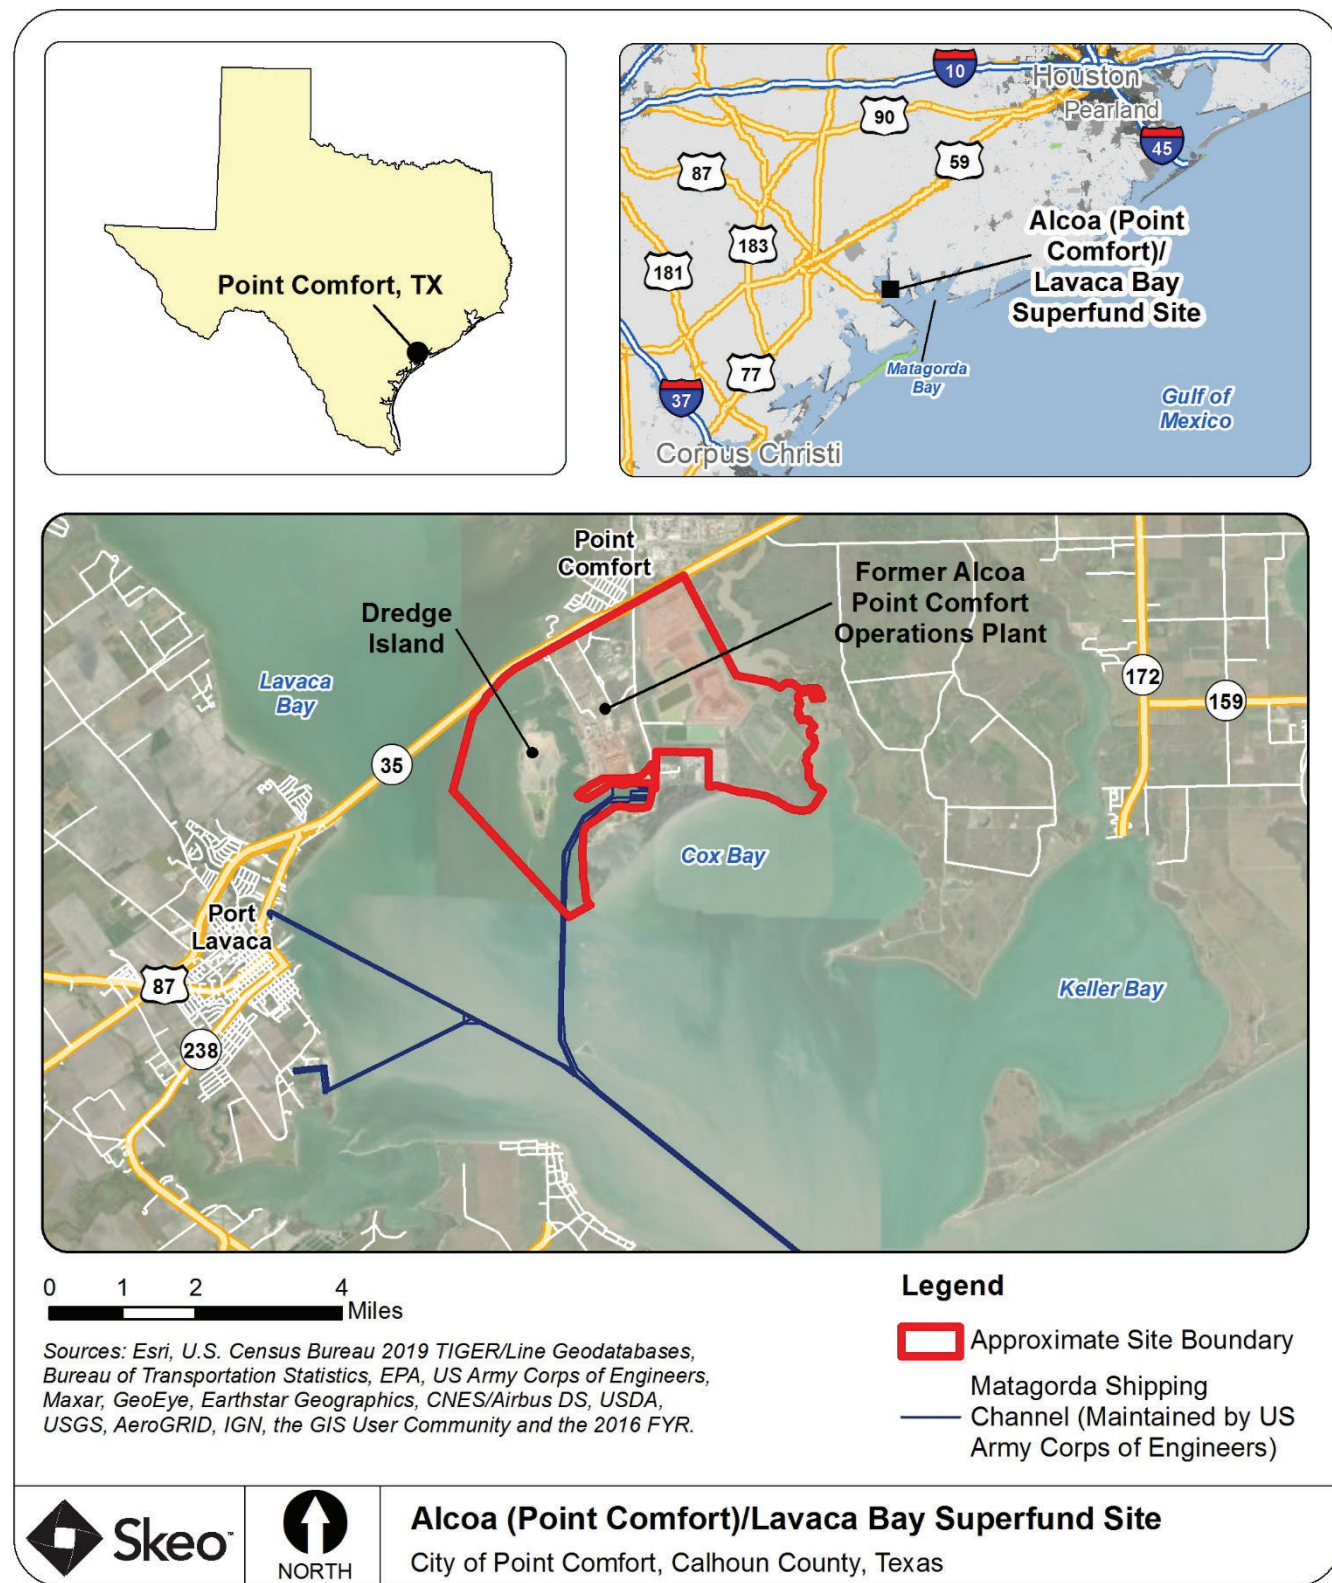 Point Comfort, TX
10
Houston
Pearland
90
45
59
87
Alcoa (Point
Comfort)/
Lavaca Bay
Superfund Site
183
181
77
Matagorda
Bay
37
Gulf of
Mexico
Corpus Christi
Point
Comfort
Former Alcoa
Point Comfort
Operations Plant
Dredge
Island
Lavaca
Bay
172
159
35
Cox Bay
Port
Lavaca
87
Keller Bay
238
0 1 2 4
Miles
Sources: Esri, U.S. Census Bureau 2019 TIGER/Line Geodatabases,
Bureau of Transportation Statistics, EPA, US Army Corps of Engineers,
Maxar, GeoEye, Earthstar Geographics, CNES/Airbus DS, USDA,
USGS, AeroGRID, IGN, the GIS User Community and the 2016 FYR.
Legend
Approximate Site Boundary
Matagorda Shipping
Channel (Maintained by US
Army Corps of Engineers)
Skeo™
NORTH
Alcoa (Point Comfort)/Lavaca Bay Superfund Site
City of Point Comfort, Calhoun County, Texas